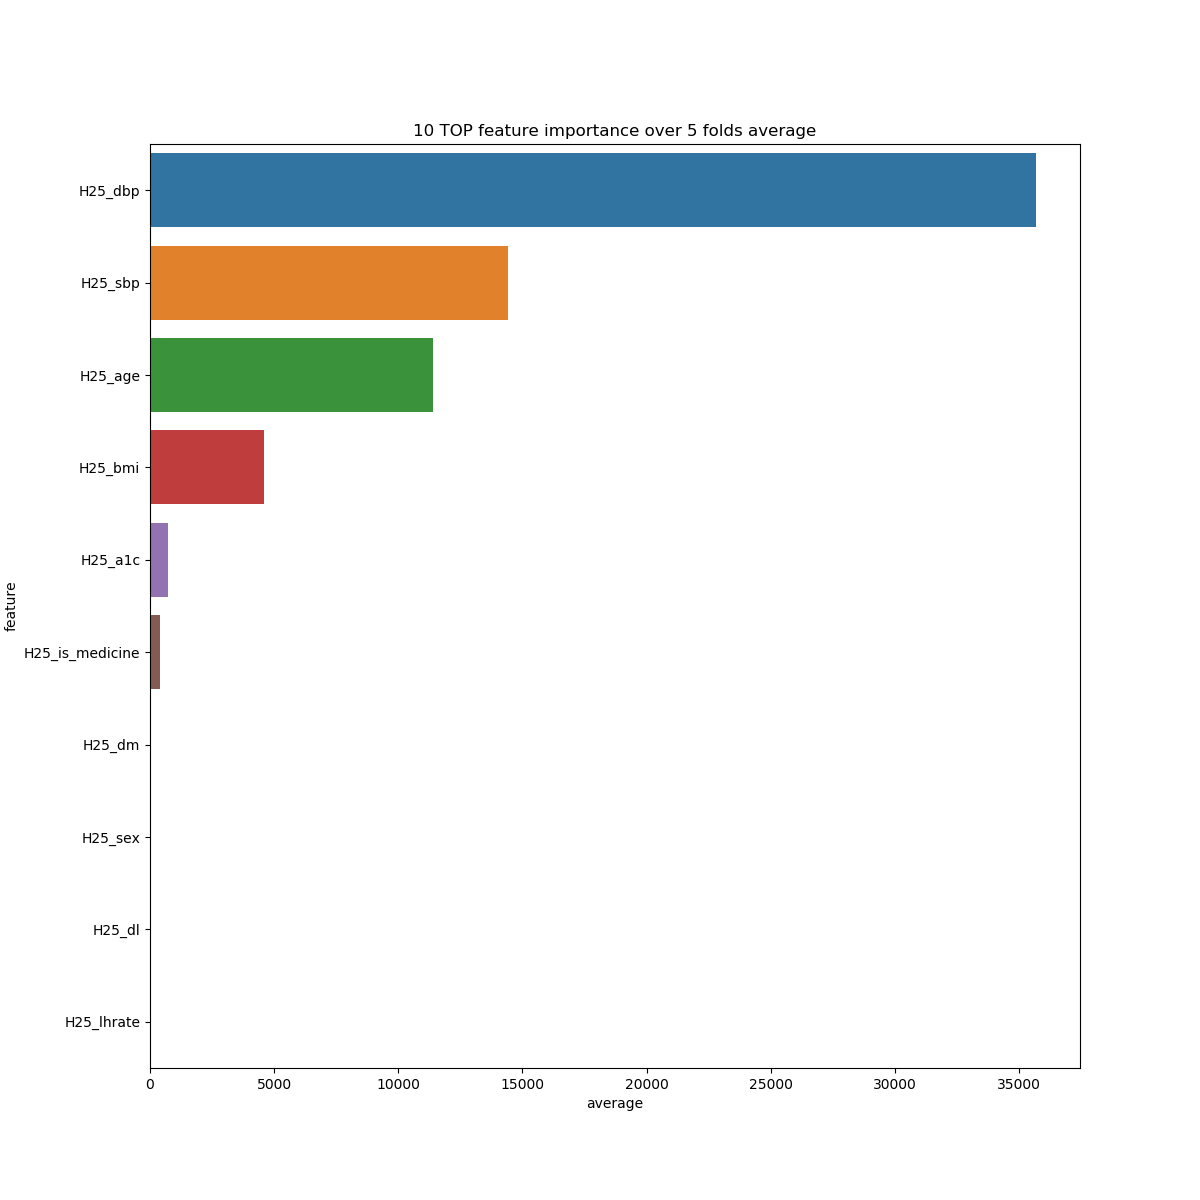 10 TOP feature importance over 5 folds average
H25_dbp
H25_sbp
H25_age
H25_bmi
H25_a1c
H25_is_medicine
H25_dm
H25_sex
H25_dl
H25_lhrate
feature
0 5000 10000 15000 20000 25000 30000 35000
average